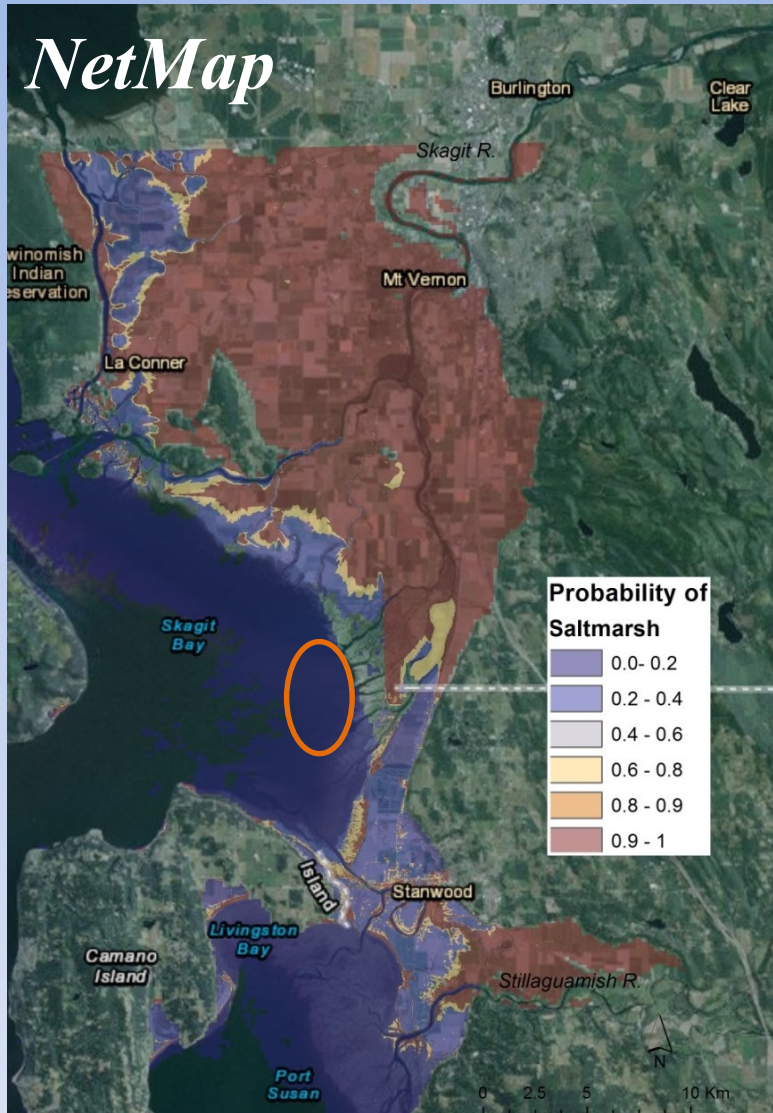 NetMap
Burlington
Clear
Lake
Skagit R.
winomish
Indian
eservation
Mt Vernon
La Conner
Probability of
Saltmarsh
0.0- 0.2
0.2 - 0.4
0.4 - 0.6
0.6 - 0.8
0.8 - 0.9
0.9 - 1
Skagit
Bay
Island
Stanwood
Livingston
Bay
Camano
Island
Stillaguamish R.
N
Port
Susan
0 2.5 5 10 Km